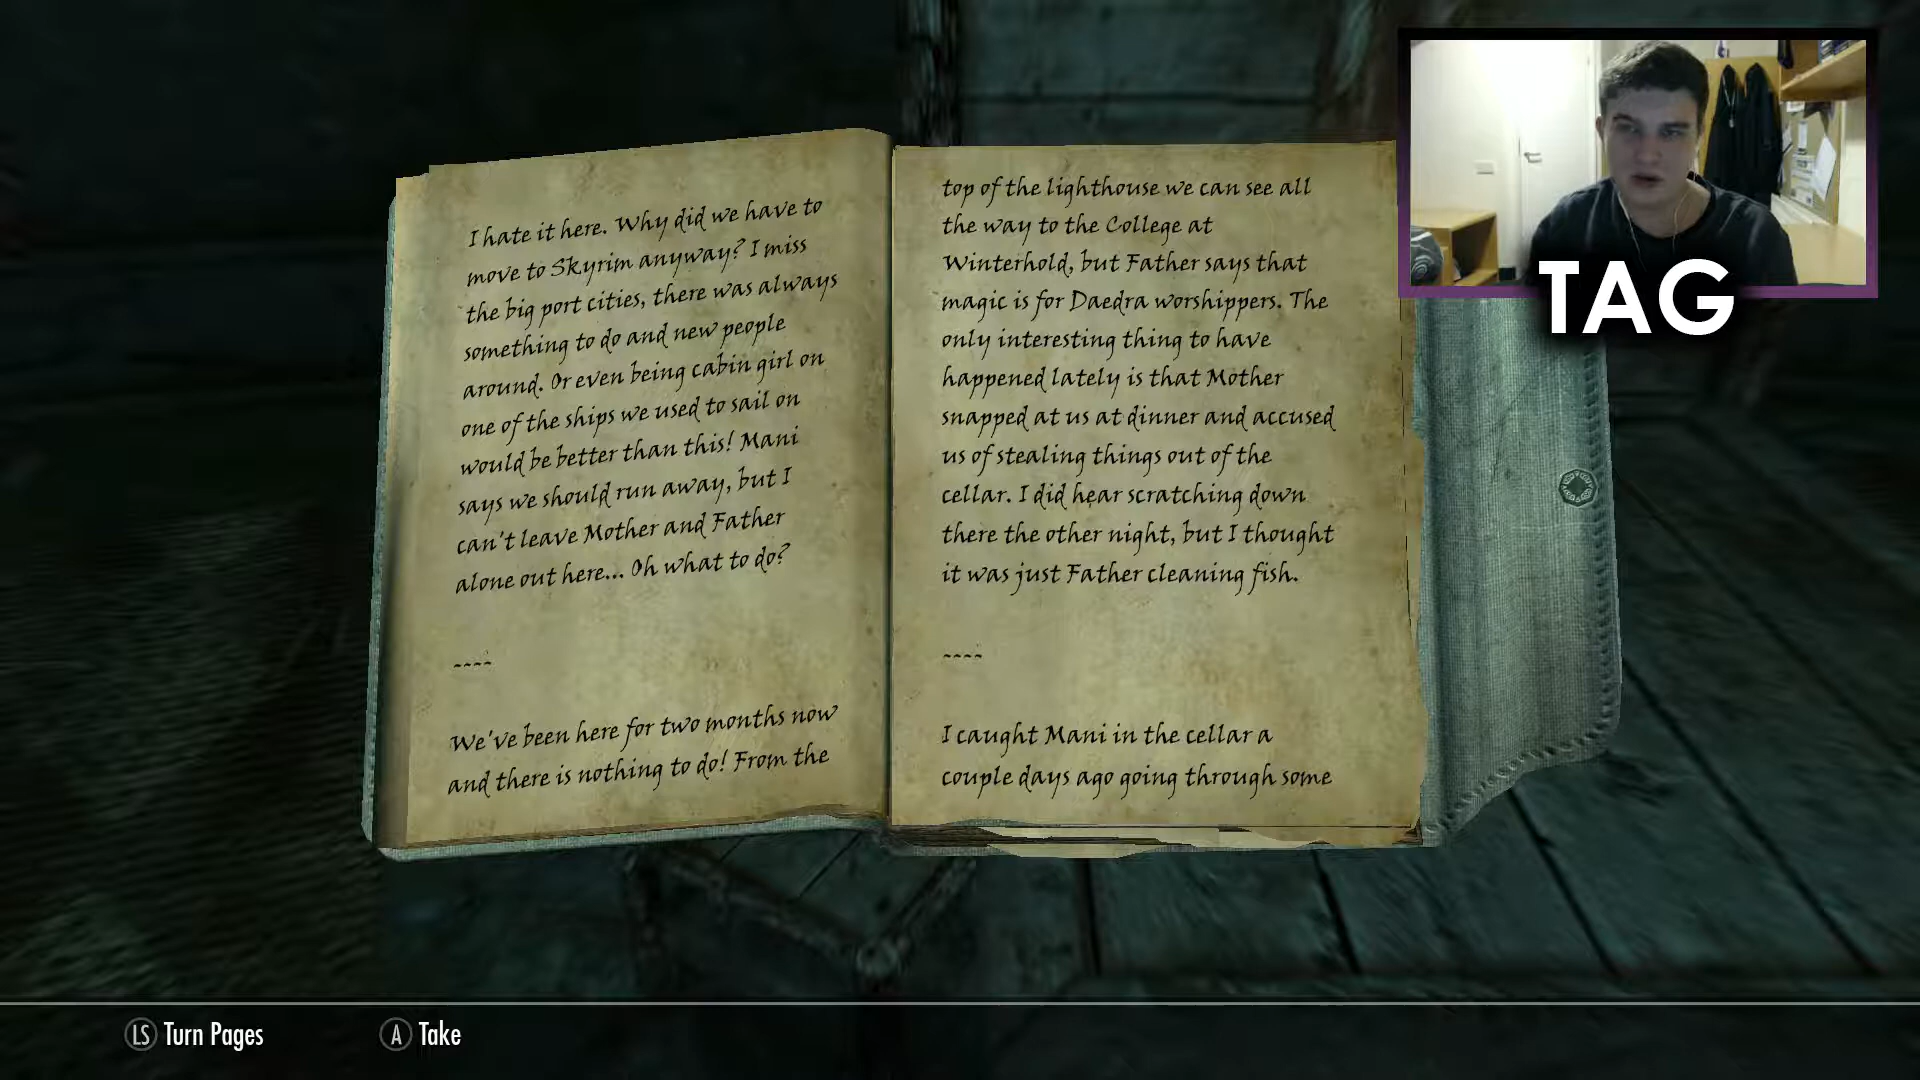 I hate it here. Why did we have to
move to Skyrim anyway? I miss
the big port cities, there was always
something to do and new people
around. Or even being cabin girl on
one of the ships we used to sail on
would be better than this! Mani
says we should run away, but I
can't leave Mother and Father
alone out here... Oh what to do?
~~~~
We've been here for two months now
and there is nothing to do! From the
top of the lighthouse we can see all
the way to the College at
Winterhold, but Father says that
magic is for Daedra worshippers. The
only interesting thing to have
happened lately is that Mother
snapped at us at dinner and accused
us of stealing things out of the
cellar. I did hear scratching down
there the other night, but I thought
it was just Father cleaning fish.
~~~~
I caught Mani in the cellar a
couple days ago going through some
TAG
LS Turn Pages
A Take